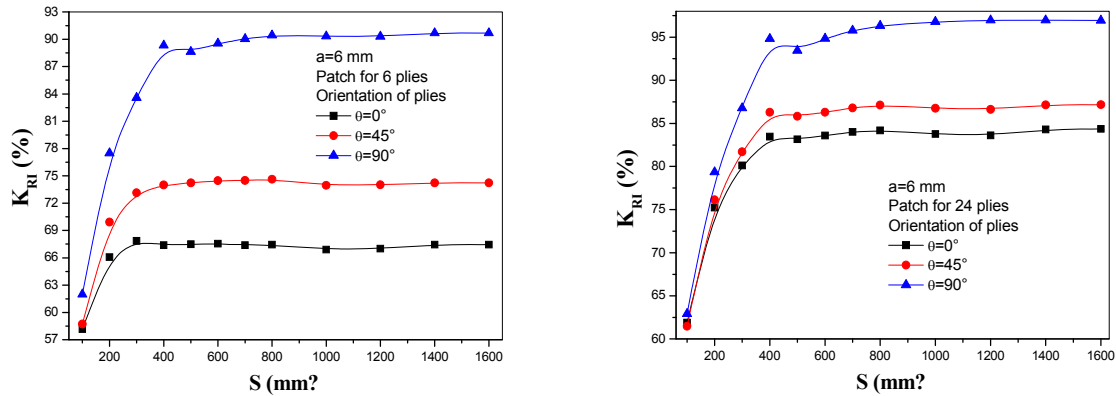 93
90
87
84
81
78
75
72
69
66
63
60
57
K_RI (%)
a=6 mm
Patch for 6 plies
Orientation of plies
θ=0°
θ=45°
θ=90°
200 400 600 800 1000 1200 1400 1600
S (mm?
95
90
85
80
75
70
65
60
K_RI (%)
a=6 mm
Patch for 24 plies
Orientation of plies
θ=0°
θ=45°
θ=90°
200 400 600 800 1000 1200 1400 1600
S (mm?